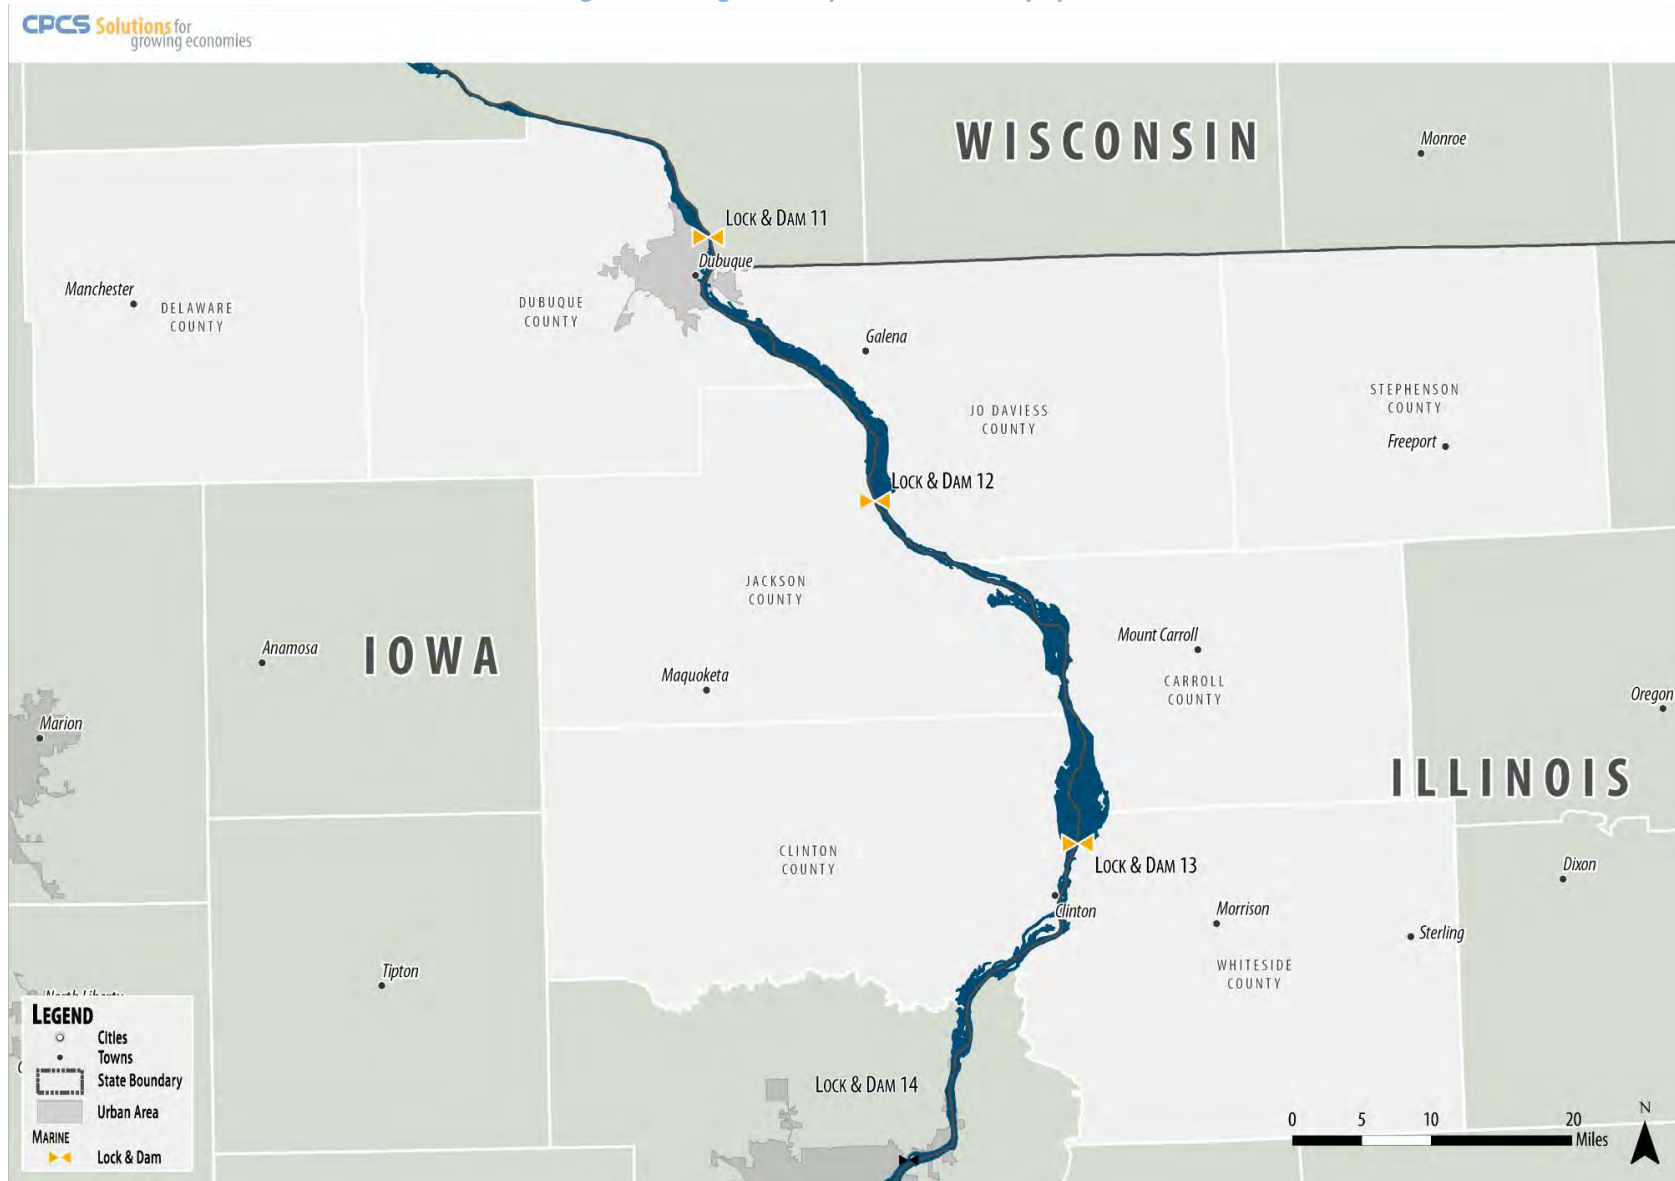 CPCS Solutions for
growing economies
WISCONSIN
Monroe
LOCK & DAM 11
Dubuque
Manchester
DELAWARE
COUNTY
DUBUQUE
COUNTY
Galena
JO DAVIESS
COUNTY
STEPHENSON
COUNTY
Freeport
LOCK & DAM 12
JACKSON
COUNTY
Anamosa
IOWA
Maquoketa
Mount Carroll
CARROLL
COUNTY
Oregon
Marion
ILLINOIS
CLINTON
COUNTY
LOCK & DAM 13
Dixon
Clinton
Morrison
Sterling
WHITESIDE
COUNTY
Tipton
North Liberty
LEGEND
Cities
Towns
State Boundary
Urban Area
MARINE
Lock & Dam
LOCK & DAM 14
0 5 10 20
Miles
N